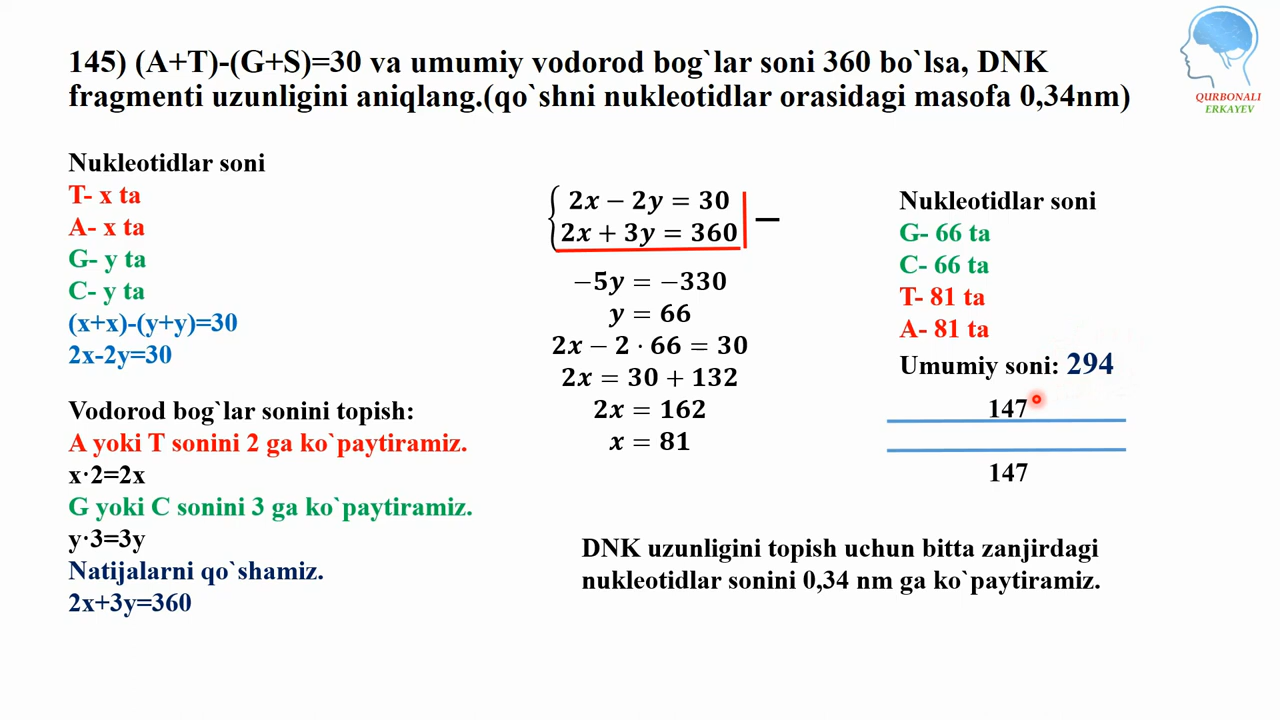 145) (A+T)-(G+S)=30 va umumiy vodorod bog`lar soni 360 bo`lsa, DNK
fragmenti uzunligini aniqlang.(qo`shni nukleotidlar orasidagi masofa 0,34nm)
QURBONALI
ERKAYEV
Nukleotidlar soni
T- x ta
A- x ta
G- y ta
C- y ta
(x+x)-(y+y)=30
2x-2y=30
Vodorod bog`lar sonini topish:
A yoki T sonini 2 ga ko`paytiramiz.
x·2=2x
G yoki C sonini 3 ga ko`paytiramiz.
y·3=3y
Natijalarni qo`shamiz.
2x+3y=360
2x − 2y = 30
2x + 3y = 360
−
−5y = −330
y = 66
2x − 2 · 66 = 30
2x = 30 + 132
2x = 162
x = 81
Nukleotidlar soni
G- 66 ta
C- 66 ta
T- 81 ta
A- 81 ta
Umumiy soni: 294
147
147
DNK uzunligini topish uchun bitta zanjirdagi
nukleotidlar sonini 0,34 nm ga ko`paytiramiz.